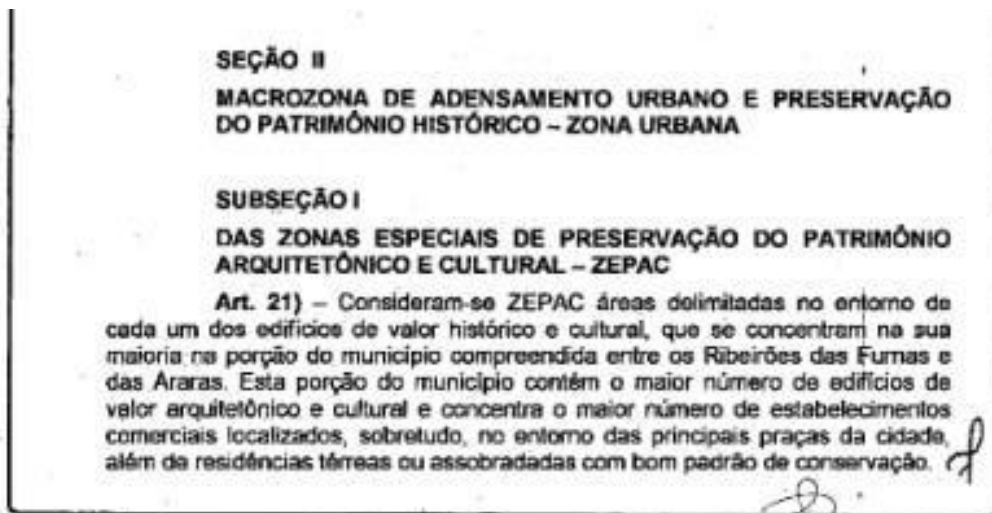 SEÇÃO II
MACROZONA DE ADENSAMENTO URBANO E PRESERVAÇÃO
DO PATRIMÔNIO HISTÓRICO – ZONA URBANA
SUBSEÇÃO I
DAS ZONAS ESPECIAIS DE PRESERVAÇÃO DO PATRIMÔNIO
ARQUITETÔNICO E CULTURAL – ZEPAC
Art. 21) – Consideram-se ZEPAC áreas delimitadas no entorno de
cada um dos edifícios de valor histórico e cultural, que se concentram na sua
maioria na porção do município compreendida entre os Ribeirões das Furnas e
das Araras. Esta porção do município contém o maior número de edifícios de
valor arquitetônico e cultural e concentra o maior número de estabelecimentos
comerciais localizados, sobretudo, no entorno das principais praças da cidade,
além de residências térreas ou assobradadas com bom padrão de conservação.